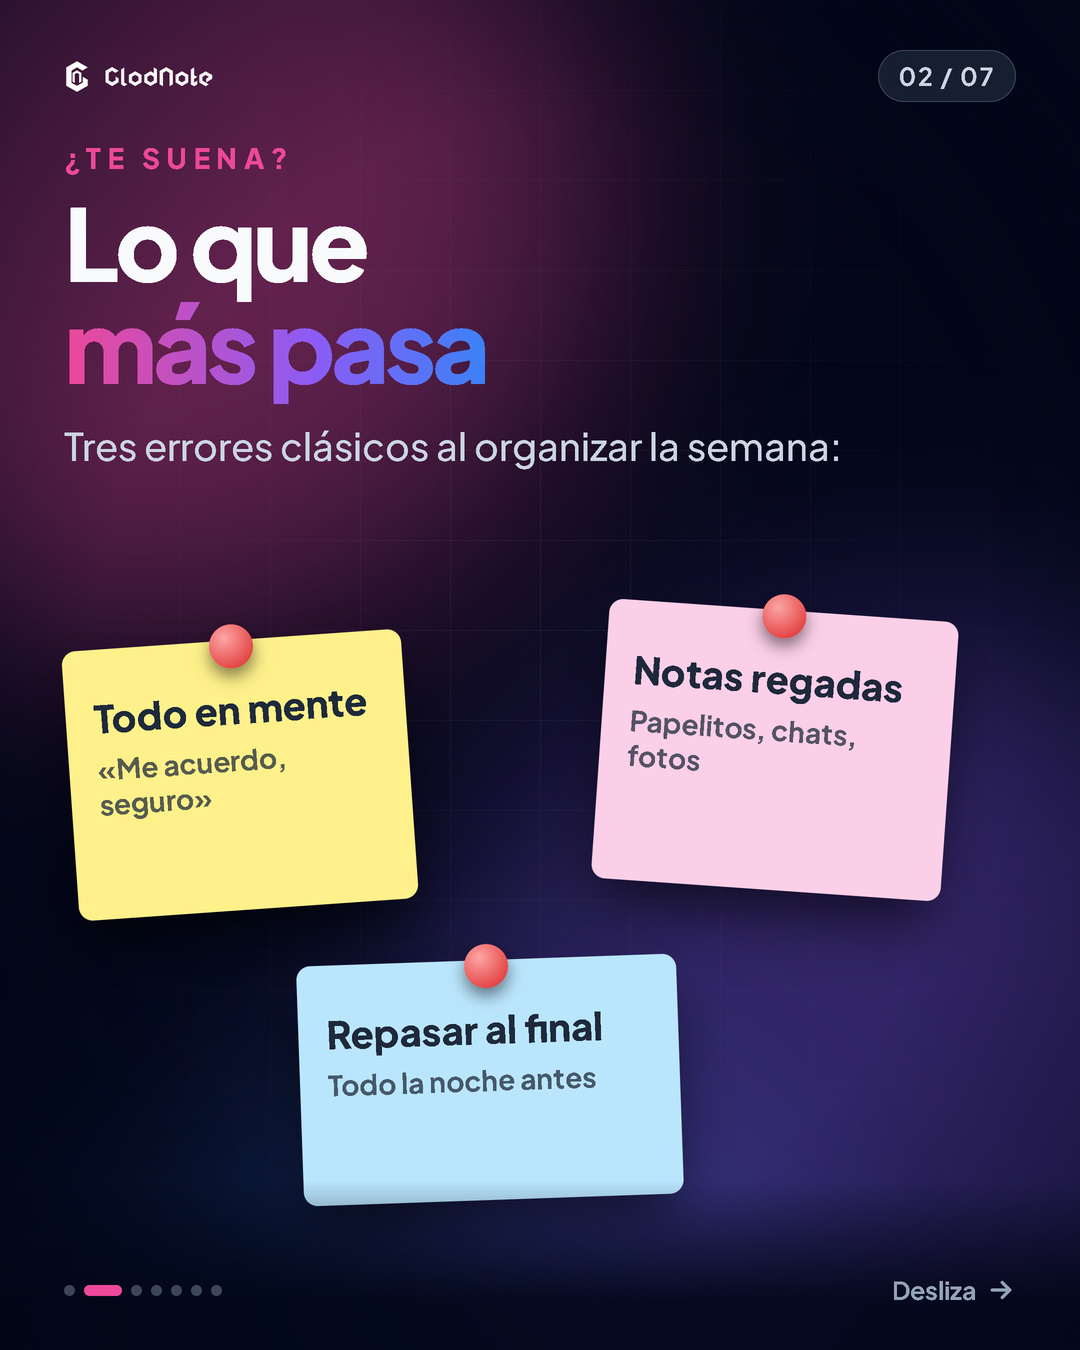 ClodNote
02 / 07
¿TE SUENA?
Lo que
más pasa
Tres errores clásicos al organizar la semana:
Todo en mente
«Me acuerdo,
seguro»
Notas regadas
Papelitos, chats,
fotos
Repasar al final
Todo la noche antes
Desliza →